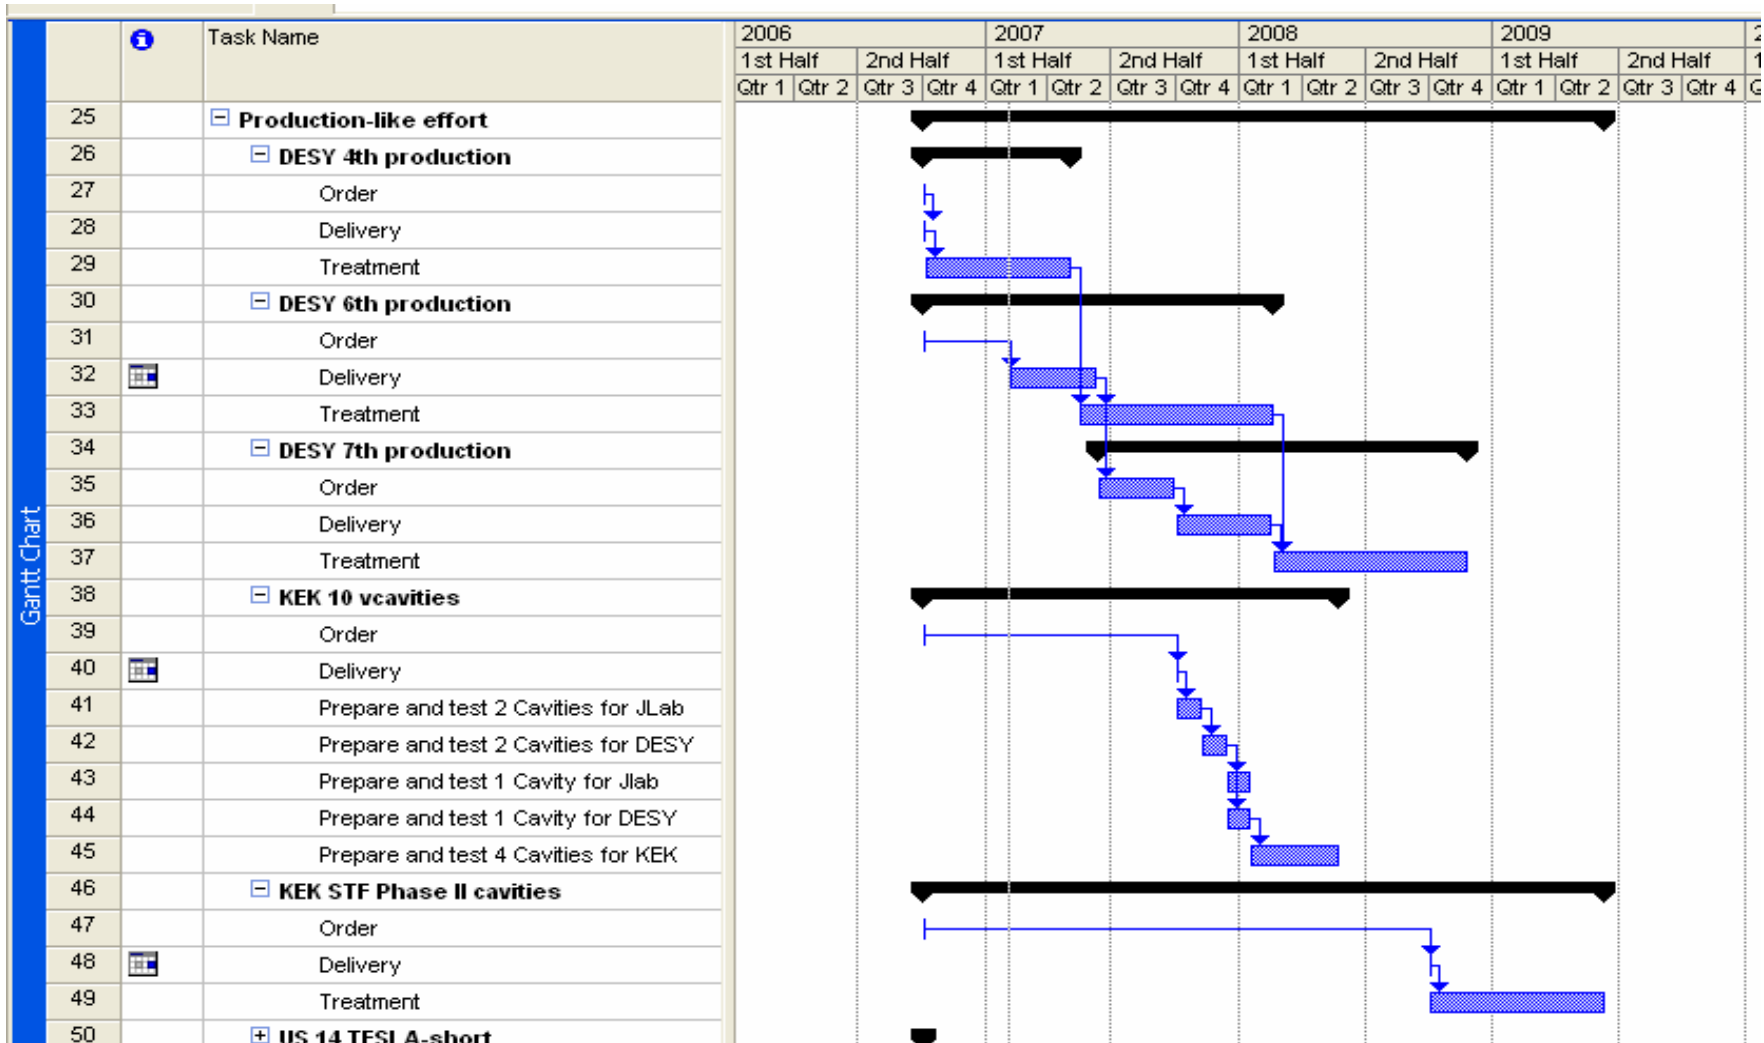 Task Name
2006 2007 2008 2009 2
1st Half 2nd Half 1st Half 2nd Half 1st Half 2nd Half 1st Half 2nd Half 1
Qtr 1 Qtr 2 Qtr 3 Qtr 4 Qtr 1 Qtr 2 Qtr 3 Qtr 4 Qtr 1 Qtr 2 Qtr 3 Qtr 4 Qtr 1 Qtr 2 Qtr 3 Qtr 4
25 Production-like effort
26 DESY 4th production
27 Order
28 Delivery
29 Treatment
30 DESY 6th production
31 Order
32 Delivery
33 Treatment
34 DESY 7th production
35 Order
36 Delivery
37 Treatment
38 KEK 10 vcavities
39 Order
40 Delivery
41 Prepare and test 2 Cavities for JLab
42 Prepare and test 2 Cavities for DESY
43 Prepare and test 1 Cavity for Jlab
44 Prepare and test 1 Cavity for DESY
45 Prepare and test 4 Cavities for KEK
46 KEK STF Phase II cavities
47 Order
48 Delivery
49 Treatment
50 US 14 TESLA-short
Gantt Chart